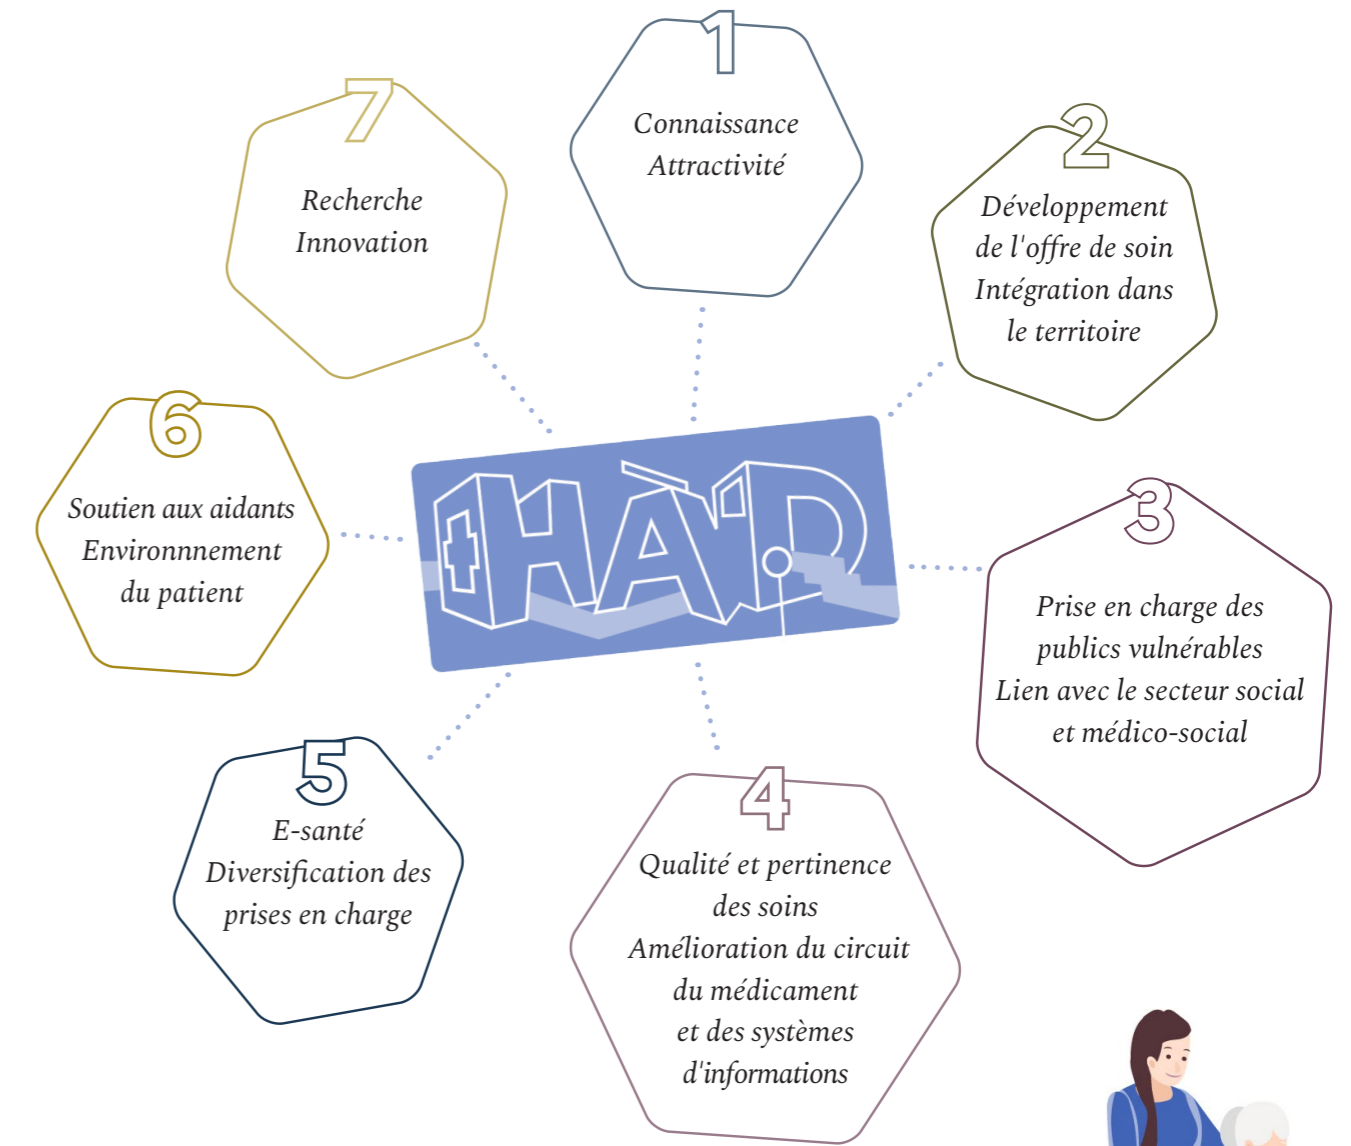 1
Connaissance
Attractivité
2
Développement
de l'offre de soin
Intégration dans
le territoire
3
Prise en charge des
publics vulnérables
Lien avec le secteur social
et médico-social
4
Qualité et pertinence
des soins
Amélioration du circuit
du médicament
et des systèmes
d'informations
5
E-santé
Diversification des
prises en charge
6
Soutien aux aidants
Environnnement
du patient
7
Recherche
Innovation
HÀD